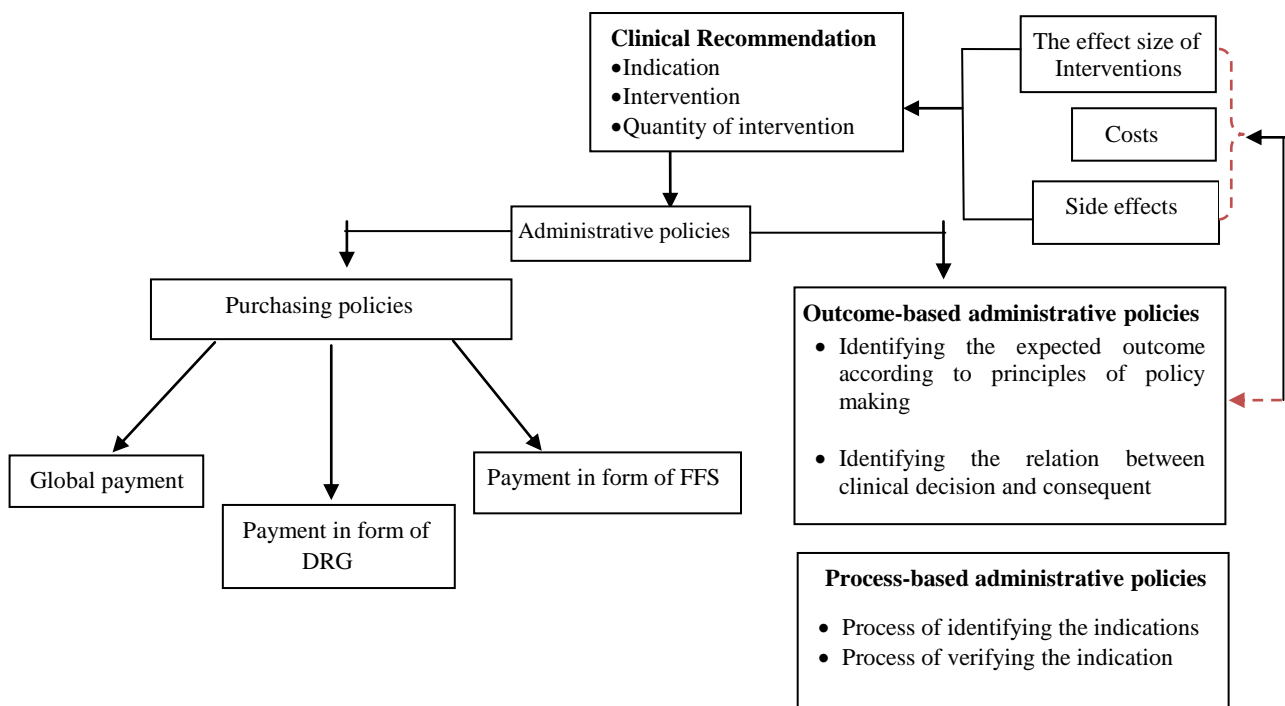 Clinical Recommendation
•Indication
•Intervention
•Quantity of intervention
The effect size of
Interventions
Costs
Side effects
Administrative policies
Purchasing policies
Global payment
Payment in form of
DRG
Payment in form of FFS
Outcome-based administrative policies
• Identifying the expected outcome
according to principles of policy
making
• Identifying the relation between
clinical decision and consequent
Process-based administrative policies
• Process of identifying the indications
• Process of verifying the indication